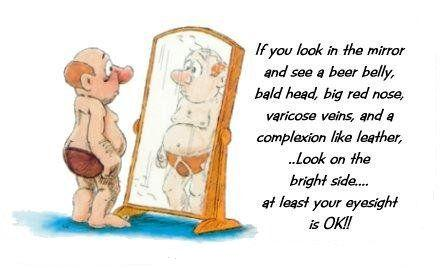 If you look in the mirror
and see a beer belly,
bald head, big red nose,
varicose veins, and a
complexion like leather,
..Look on the
bright side....
at least your eyesight
is OK!!